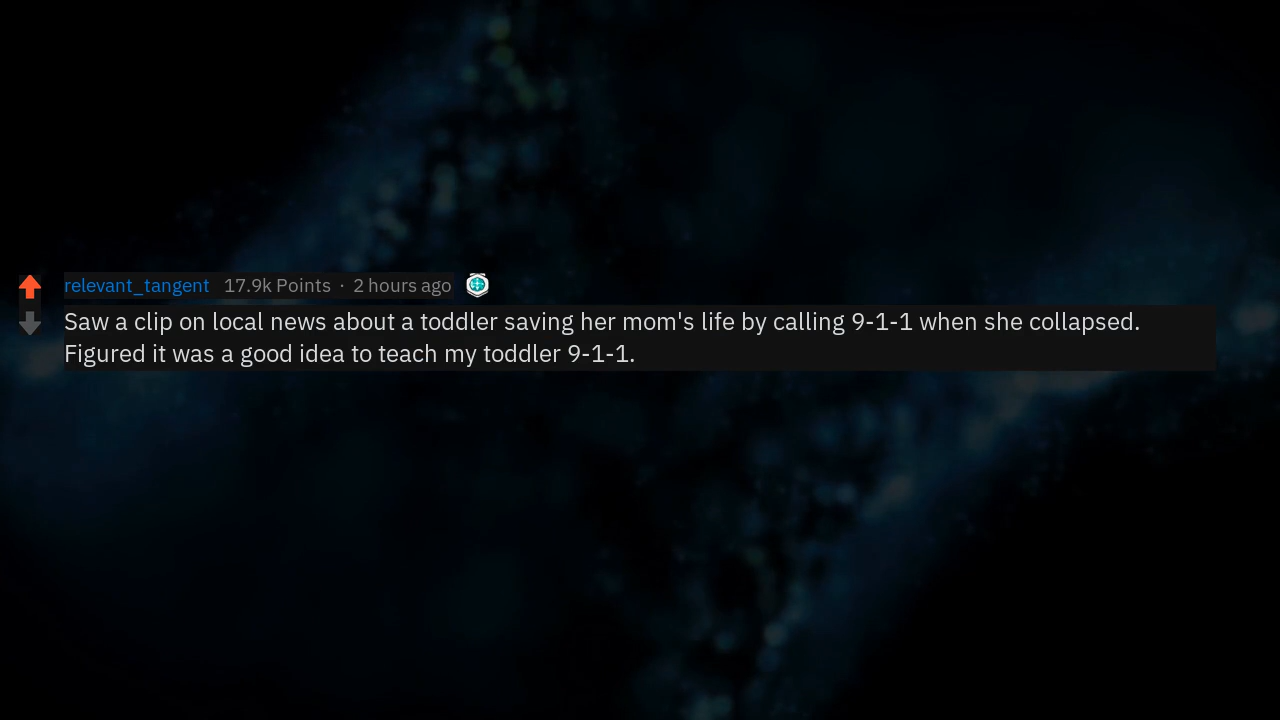 relevant_tangent 17.9k Points · 2 hours ago
Saw a clip on local news about a toddler saving her mom's life by calling 9-1-1 when she collapsed.
Figured it was a good idea to teach my toddler 9-1-1.